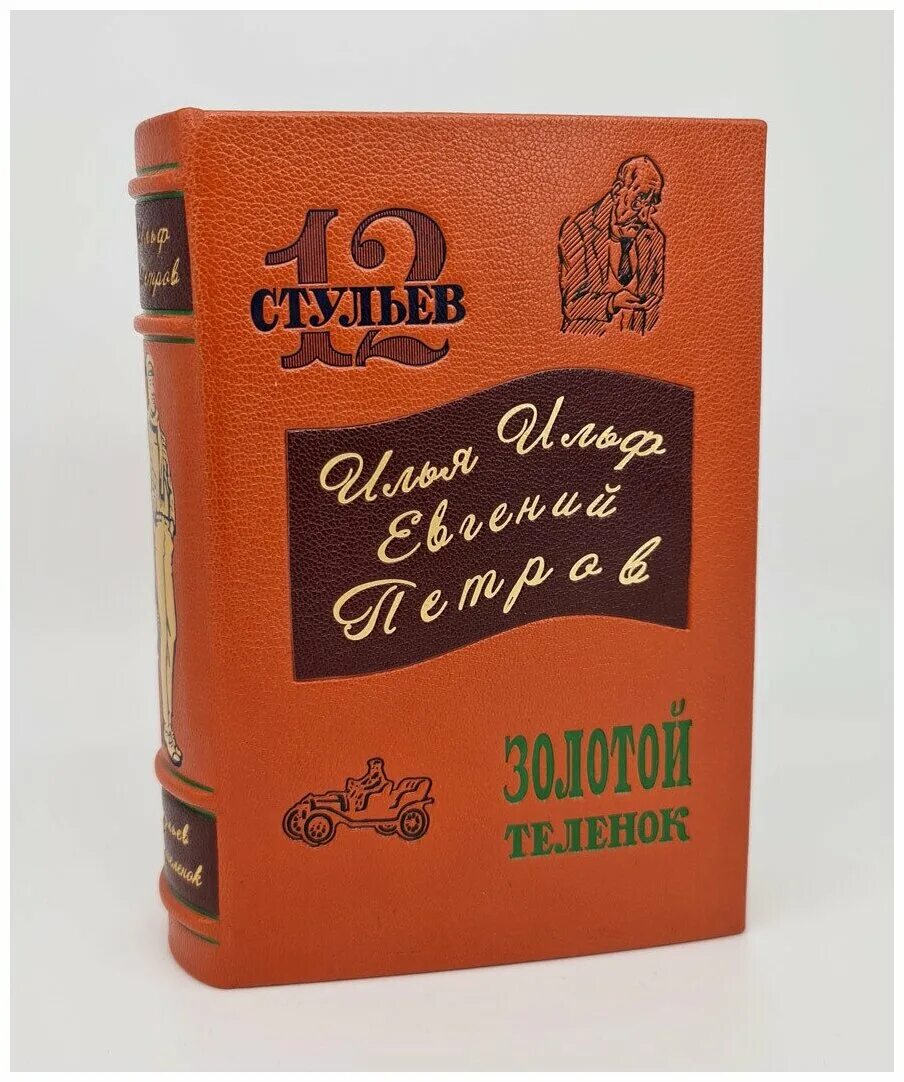 12
СТУЛЬЕВ
Илья Ильф
Евгений
Петров
ЗОЛОТОЙ
ТЕЛЕНОК